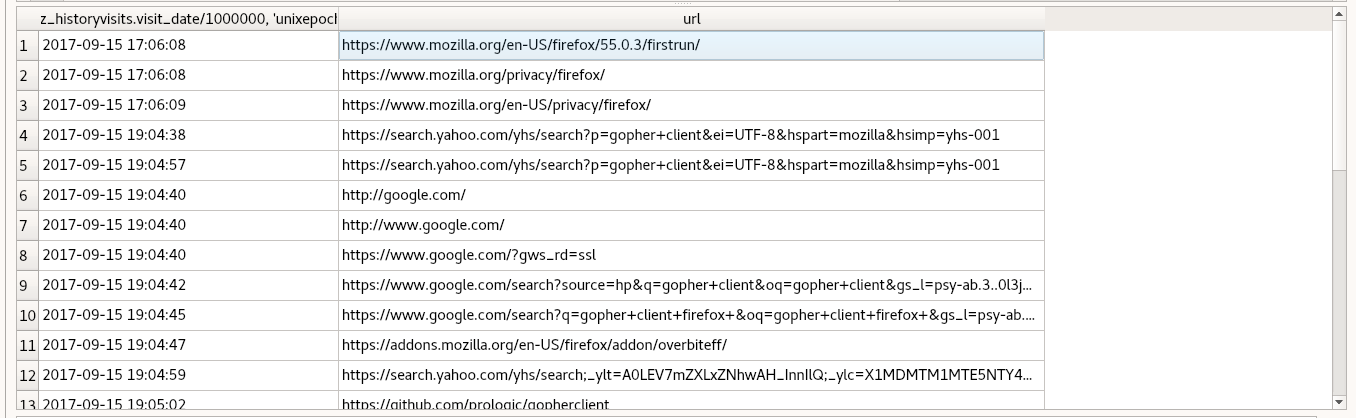 z_historyvisits.visit_date/1000000, 'unixepoch url
1 2017-09-15 17:06:08 https://www.mozilla.org/en-US/firefox/55.0.3/firstrun/
2 2017-09-15 17:06:08 https://www.mozilla.org/privacy/firefox/
3 2017-09-15 17:06:09 https://www.mozilla.org/en-US/privacy/firefox/
4 2017-09-15 19:04:38 https://search.yahoo.com/yhs/search?p=gopher+client&ei=UTF-8&hspart=mozilla&hsimp=yhs-001
5 2017-09-15 19:04:57 https://search.yahoo.com/yhs/search?p=gopher+client&ei=UTF-8&hspart=mozilla&hsimp=yhs-001
6 2017-09-15 19:04:40 http://google.com/
7 2017-09-15 19:04:40 http://www.google.com/
8 2017-09-15 19:04:40 https://www.google.com/?gws_rd=ssl
9 2017-09-15 19:04:42 https://www.google.com/search?source=hp&q=gopher+client&oq=gopher+client&gs_l=psy-ab.3..0l3j...
10 2017-09-15 19:04:45 https://www.google.com/search?q=gopher+client+firefox+&oq=gopher+client+firefox+&gs_l=psy-ab....
11 2017-09-15 19:04:47 https://addons.mozilla.org/en-US/firefox/addon/overbiteff/
12 2017-09-15 19:04:59 https://search.yahoo.com/yhs/search;_ylt=A0LEV7mZXLxZNhwAH_InnIlQ;_ylc=X1MDMTM1MTE5NTY4...
13 2017-09-15 19:05:02 https://github.com/prologic/gopherclient